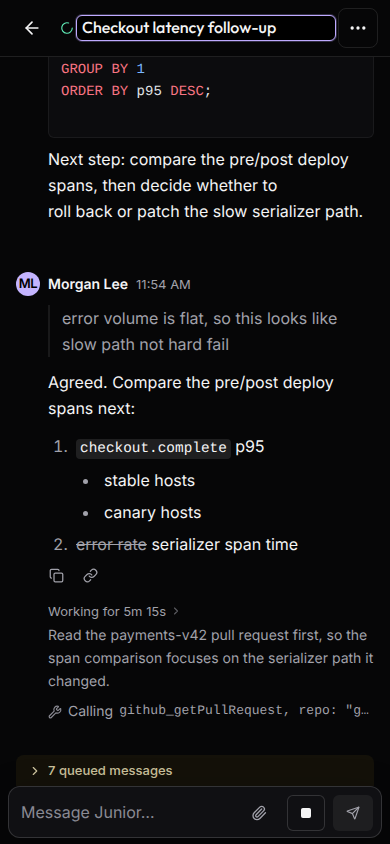 Checkout latency follow-up
GROUP BY 1
ORDER BY p95 DESC;
Next step: compare the pre/post deploy
spans, then decide whether to
roll back or patch the slow serializer path.
ML Morgan Lee 11:54 AM
error volume is flat, so this looks like
slow path not hard fail
Agreed. Compare the pre/post deploy
spans next:
1. checkout.complete p95
• stable hosts
• canary hosts
2. error rate serializer span time
Working for 5m 15s
Read the payments-v42 pull request first, so the
span comparison focuses on the serializer path it
changed.
Calling github_getPullRequest, repo: "g…
7 queued messages
Message Junior...